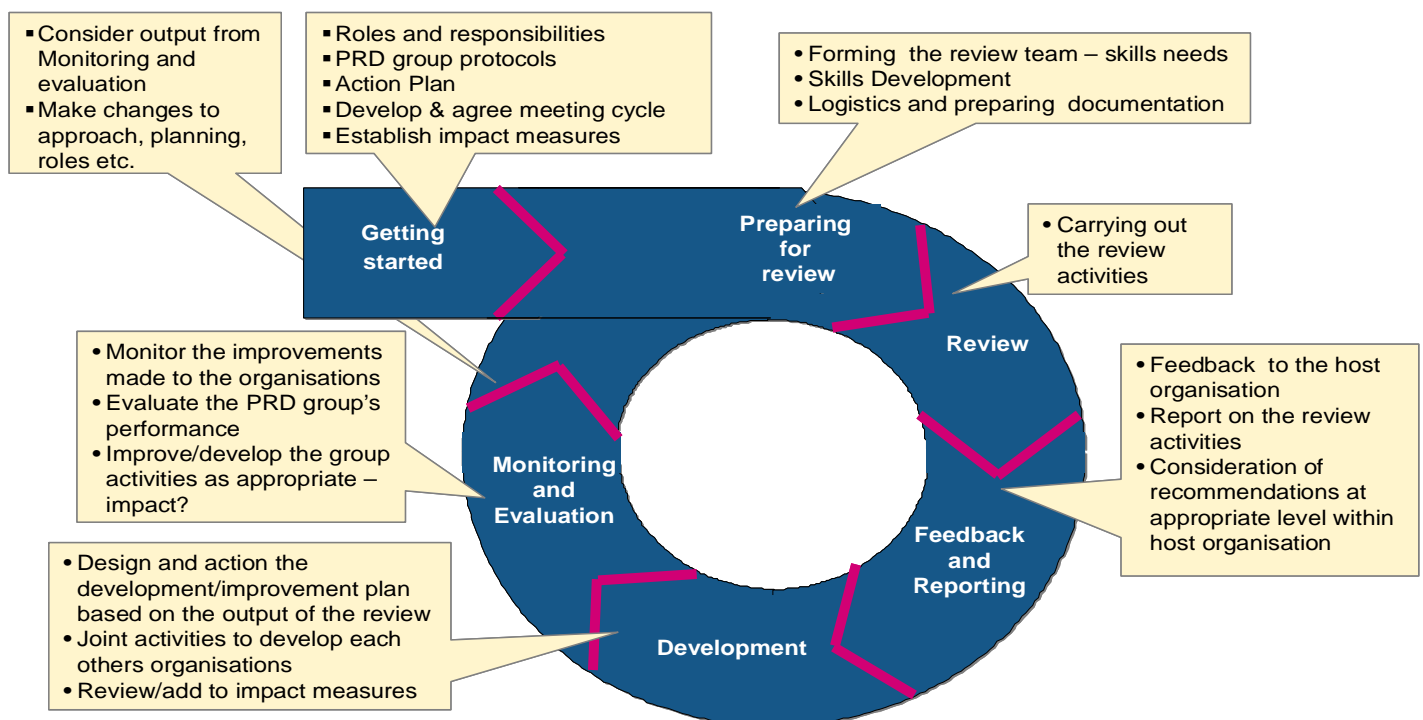 ▪ Consider output from
Monitoring and
evaluation
▪ Make changes to
approach, planning,
roles etc.
▪ Roles and responsibilities
▪ PRD group protocols
▪ Action Plan
▪ Develop & agree meeting cycle
▪ Establish impact measures
• Forming the review team – skills needs
• Skills Development
• Logistics and preparing documentation
Getting
started
Preparing
for
review
• Carrying out
the review
activities
Review
• Feedback to the host
organisation
• Report on the review
activities
• Consideration of
recommendations at
appropriate level within
host organisation
Feedback
and
Reporting
Development
• Design and action the
development/improvement plan
based on the output of the review
• Joint activities to develop each
others organisations
• Review/add to impact measures
Monitoring
and
Evaluation
• Monitor the improvements
made to the organisations
• Evaluate the PRD group's
performance
• Improve/develop the group
activities as appropriate –
impact?